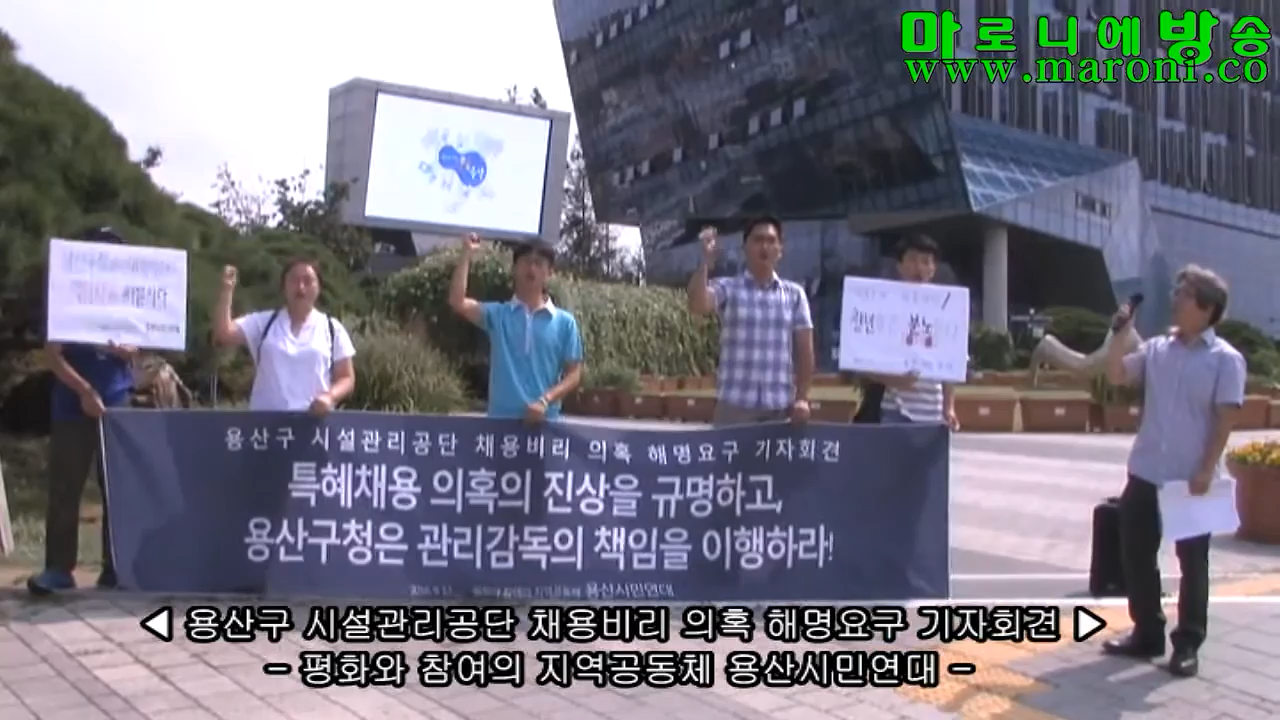 마로니에방송
www.maroni.co
청년 분노
용산구 시설관리공단 채용비리 의혹 해명요구 기자회견
특혜채용 의혹의 진상을 규명하고,
용산구청은 관리감독의 책임을 이행하라!
용산시민연대
◀ 용산구 시설관리공단 채용비리 의혹 해명요구 기자회견 ▶
- 평화와 참여의 지역공동체 용산시민연대 -